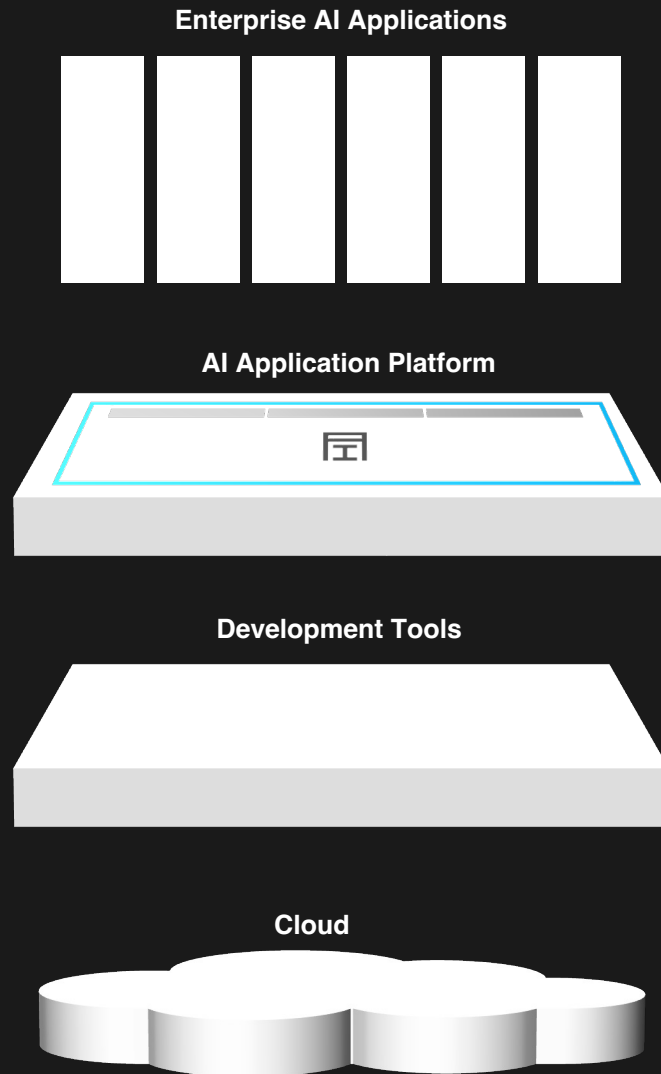 Enterprise AI Applications
AI Application Platform
Development Tools
Cloud